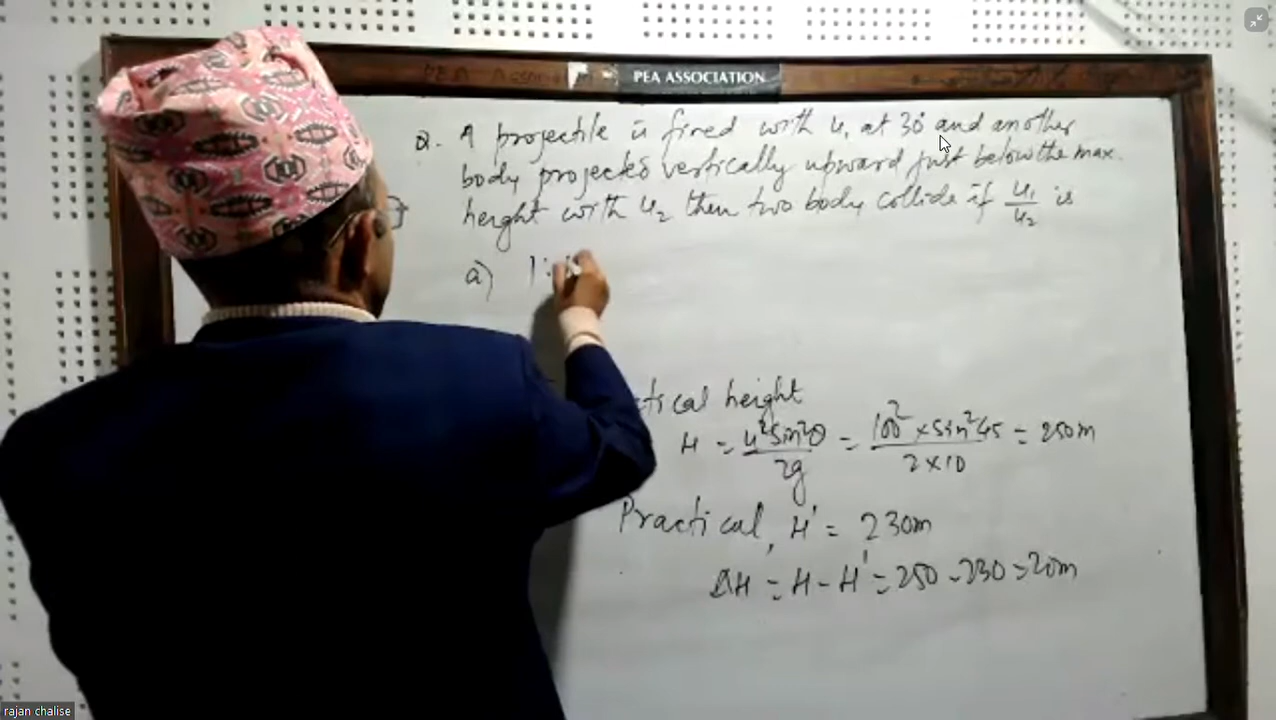 PEA ASSOCIATION
Q. A projectile is fired with u₁ at 30° and another
body projected vertically upward just below the max.
height with u₂ then two body collide if u₁/u₂ is
a) 1:
tical height
H = u²sin²θ/2g = 100² × sin²45/2×10 = 250m
Practical, H' = 230m
ΔH = H - H' = 250 - 230 = 20m
rajan chalise